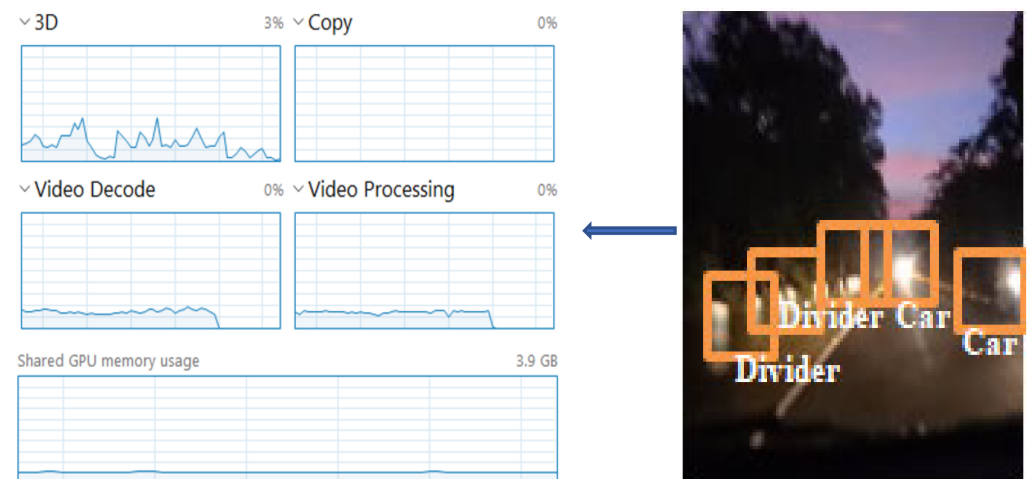 3D 3% Copy 0%
Video Decode 0% Video Processing 0%
Shared GPU memory usage 3.9 GB
Divider Car
Car
Divider